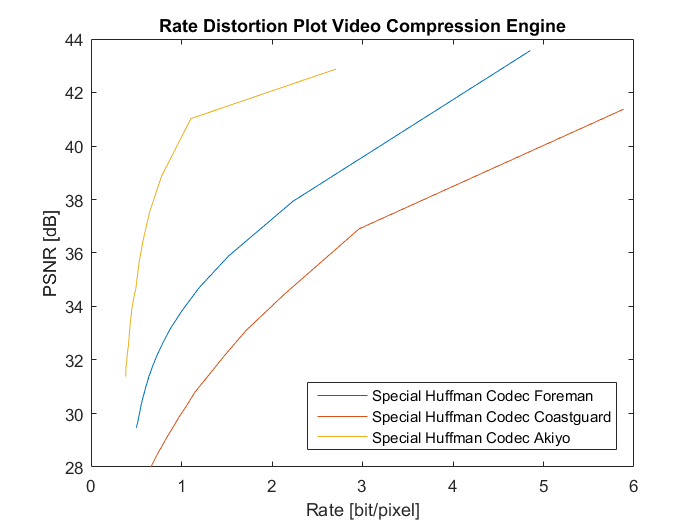 Rate Distortion Plot Video Compression Engine
44
42
40
38
36
34
32
30
28
PSNR [dB]
Special Huffman Codec Foreman
Special Huffman Codec Coastguard
Special Huffman Codec Akiyo
0 1 2 3 4 5 6
Rate [bit/pixel]